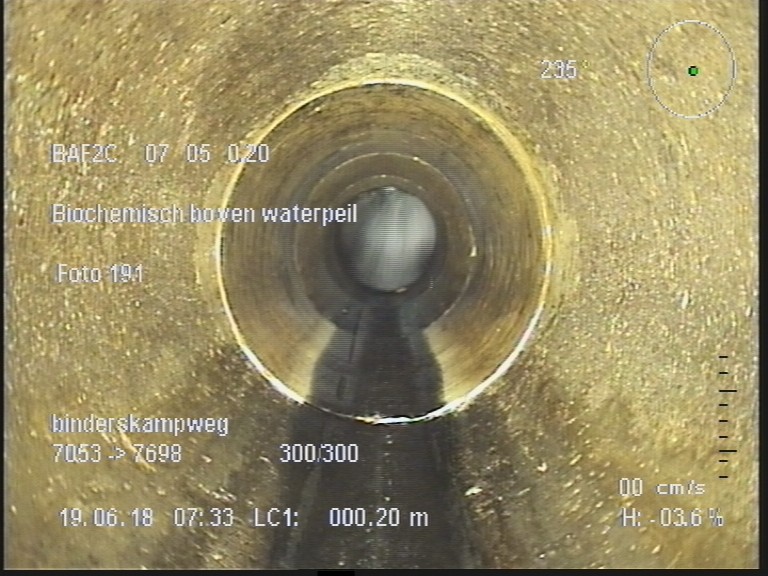 235
BAF2C 07 05 0.20
Biochemisch boven waterpeil
Foto 191
binderskampweg
7053 -> 7698 300/300
00 cm/s
19.06.18 07:33 LC1: 000.20 m H: -03.6 %